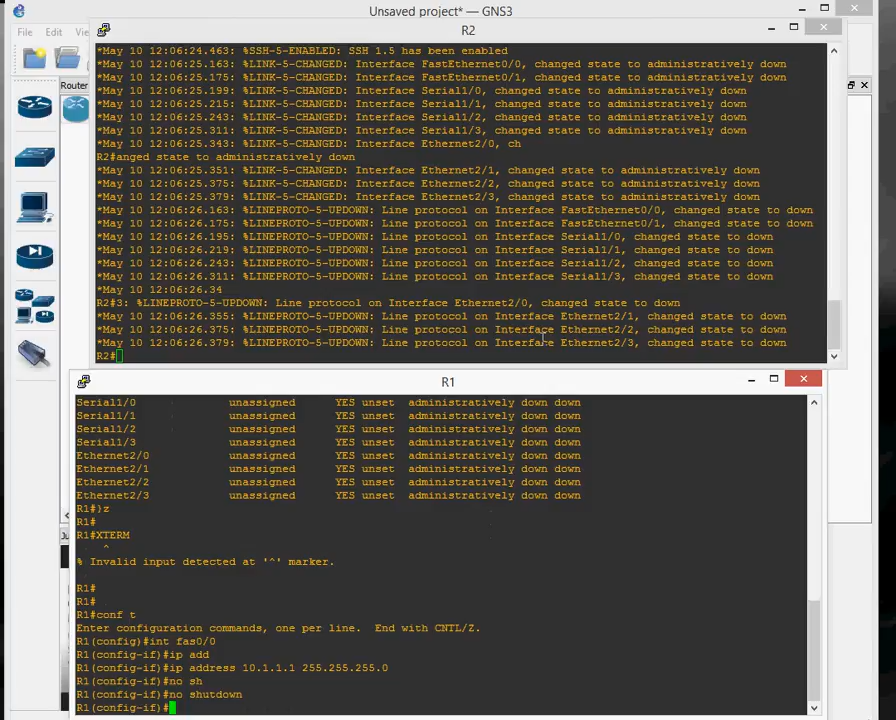 Unsaved project* — GNS3
File Edit Vi
R2
Router
*May 10 12:06:24.463: %SSH-5-ENABLED: SSH 1.5 has been enabled
*May 10 12:06:25.163: %LINK-5-CHANGED: Interface FastEthernet0/0, changed state to administratively down
*May 10 12:06:25.175: %LINK-5-CHANGED: Interface FastEthernet0/1, changed state to administratively down
*May 10 12:06:25.199: %LINK-5-CHANGED: Interface Serial1/0, changed state to administratively down
*May 10 12:06:25.215: %LINK-5-CHANGED: Interface Serial1/1, changed state to administratively down
*May 10 12:06:25.243: %LINK-5-CHANGED: Interface Serial1/2, changed state to administratively down
*May 10 12:06:25.311: %LINK-5-CHANGED: Interface Serial1/3, changed state to administratively down
*May 10 12:06:25.343: %LINK-5-CHANGED: Interface Ethernet2/0, ch
R2#anged state to administratively down
*May 10 12:06:25.351: %LINK-5-CHANGED: Interface Ethernet2/1, changed state to administratively down
*May 10 12:06:25.375: %LINK-5-CHANGED: Interface Ethernet2/2, changed state to administratively down
*May 10 12:06:25.379: %LINK-5-CHANGED: Interface Ethernet2/3, changed state to administratively down
*May 10 12:06:26.163: %LINEPROTO-5-UPDOWN: Line protocol on Interface FastEthernet0/0, changed state to down
*May 10 12:06:26.175: %LINEPROTO-5-UPDOWN: Line protocol on Interface FastEthernet0/1, changed state to down
*May 10 12:06:26.195: %LINEPROTO-5-UPDOWN: Line protocol on Interface Serial1/0, changed state to down
*May 10 12:06:26.219: %LINEPROTO-5-UPDOWN: Line protocol on Interface Serial1/1, changed state to down
*May 10 12:06:26.243: %LINEPROTO-5-UPDOWN: Line protocol on Interface Serial1/2, changed state to down
*May 10 12:06:26.311: %LINEPROTO-5-UPDOWN: Line protocol on Interface Serial1/3, changed state to down
*May 10 12:06:26.34
R2#3: %LINEPROTO-5-UPDOWN: Line protocol on Interface Ethernet2/0, changed state to down
*May 10 12:06:26.355: %LINEPROTO-5-UPDOWN: Line protocol on Interface Ethernet2/1, changed state to down
*May 10 12:06:26.375: %LINEPROTO-5-UPDOWN: Line protocol on Interface Ethernet2/2, changed state to down
*May 10 12:06:26.379: %LINEPROTO-5-UPDOWN: Line protocol on Interface Ethernet2/3, changed state to down
R2#
R1
Serial1/0 unassigned YES unset administratively down down
Serial1/1 unassigned YES unset administratively down down
Serial1/2 unassigned YES unset administratively down down
Serial1/3 unassigned YES unset administratively down down
Ethernet2/0 unassigned YES unset administratively down down
Ethernet2/1 unassigned YES unset administratively down down
Ethernet2/2 unassigned YES unset administratively down down
Ethernet2/3 unassigned YES unset administratively down down
R1#)z
R1#
R1#XTERM
^
% Invalid input detected at '^' marker.
R1#
R1#
R1#conf t
Enter configuration commands, one per line. End with CNTL/Z.
R1(config)#int fas0/0
R1(config-if)#ip add
R1(config-if)#ip address 10.1.1.1 255.255.255.0
R1(config-if)#no sh
R1(config-if)#no shutdown
R1(config-if)#